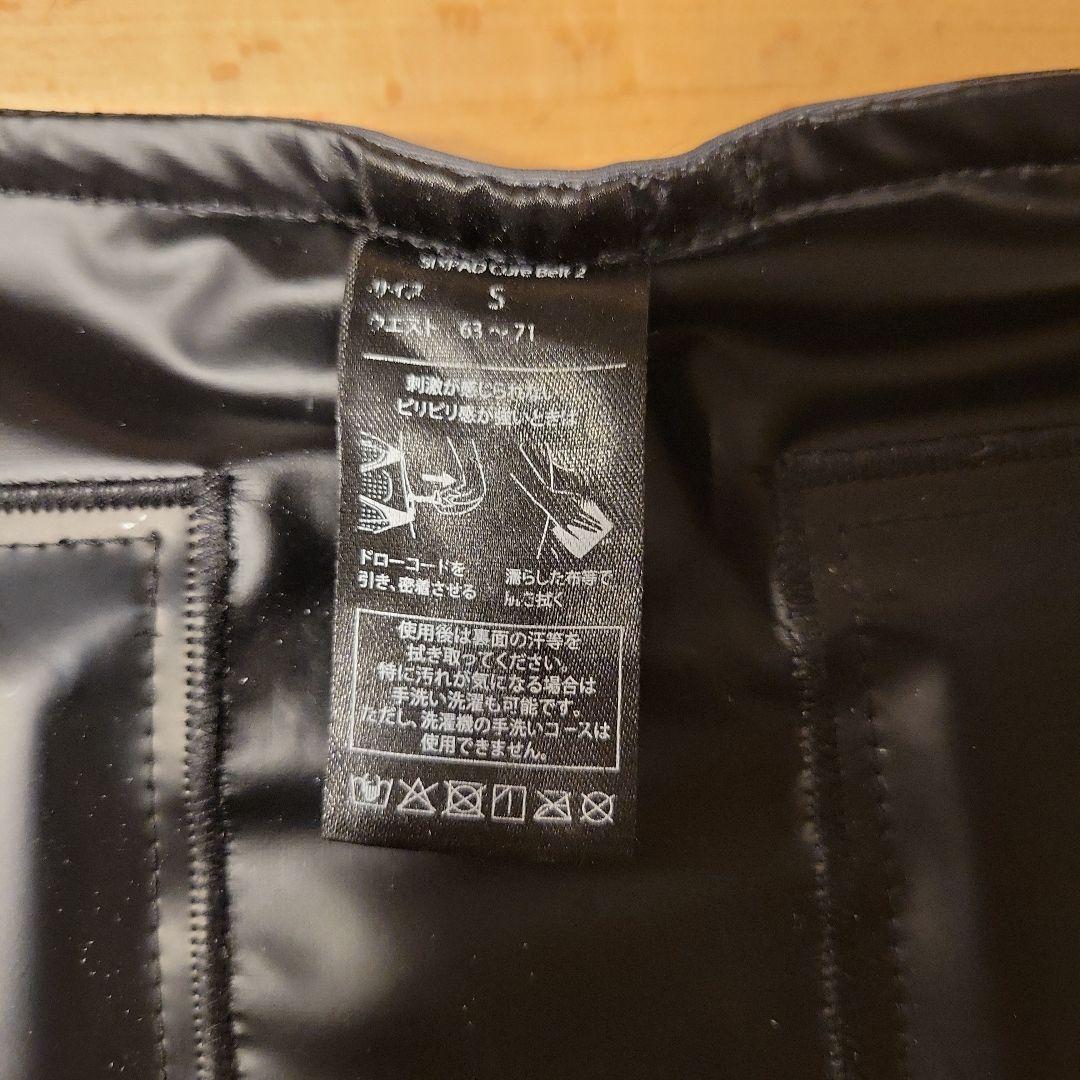 SIXPAD Core Belt 2
サイズ S
ウエスト 63～71
刺激が感じられない、
ピリピリ感が強いときは
ドローコードを
引き、密着させる
濡らした布等で
拭く
使用後は裏面の汗等を
拭き取ってください。
特に汚れが気になる場合は
手洗い洗濯も可能です。
ただし、洗濯機の手洗いコースは
使用できません。